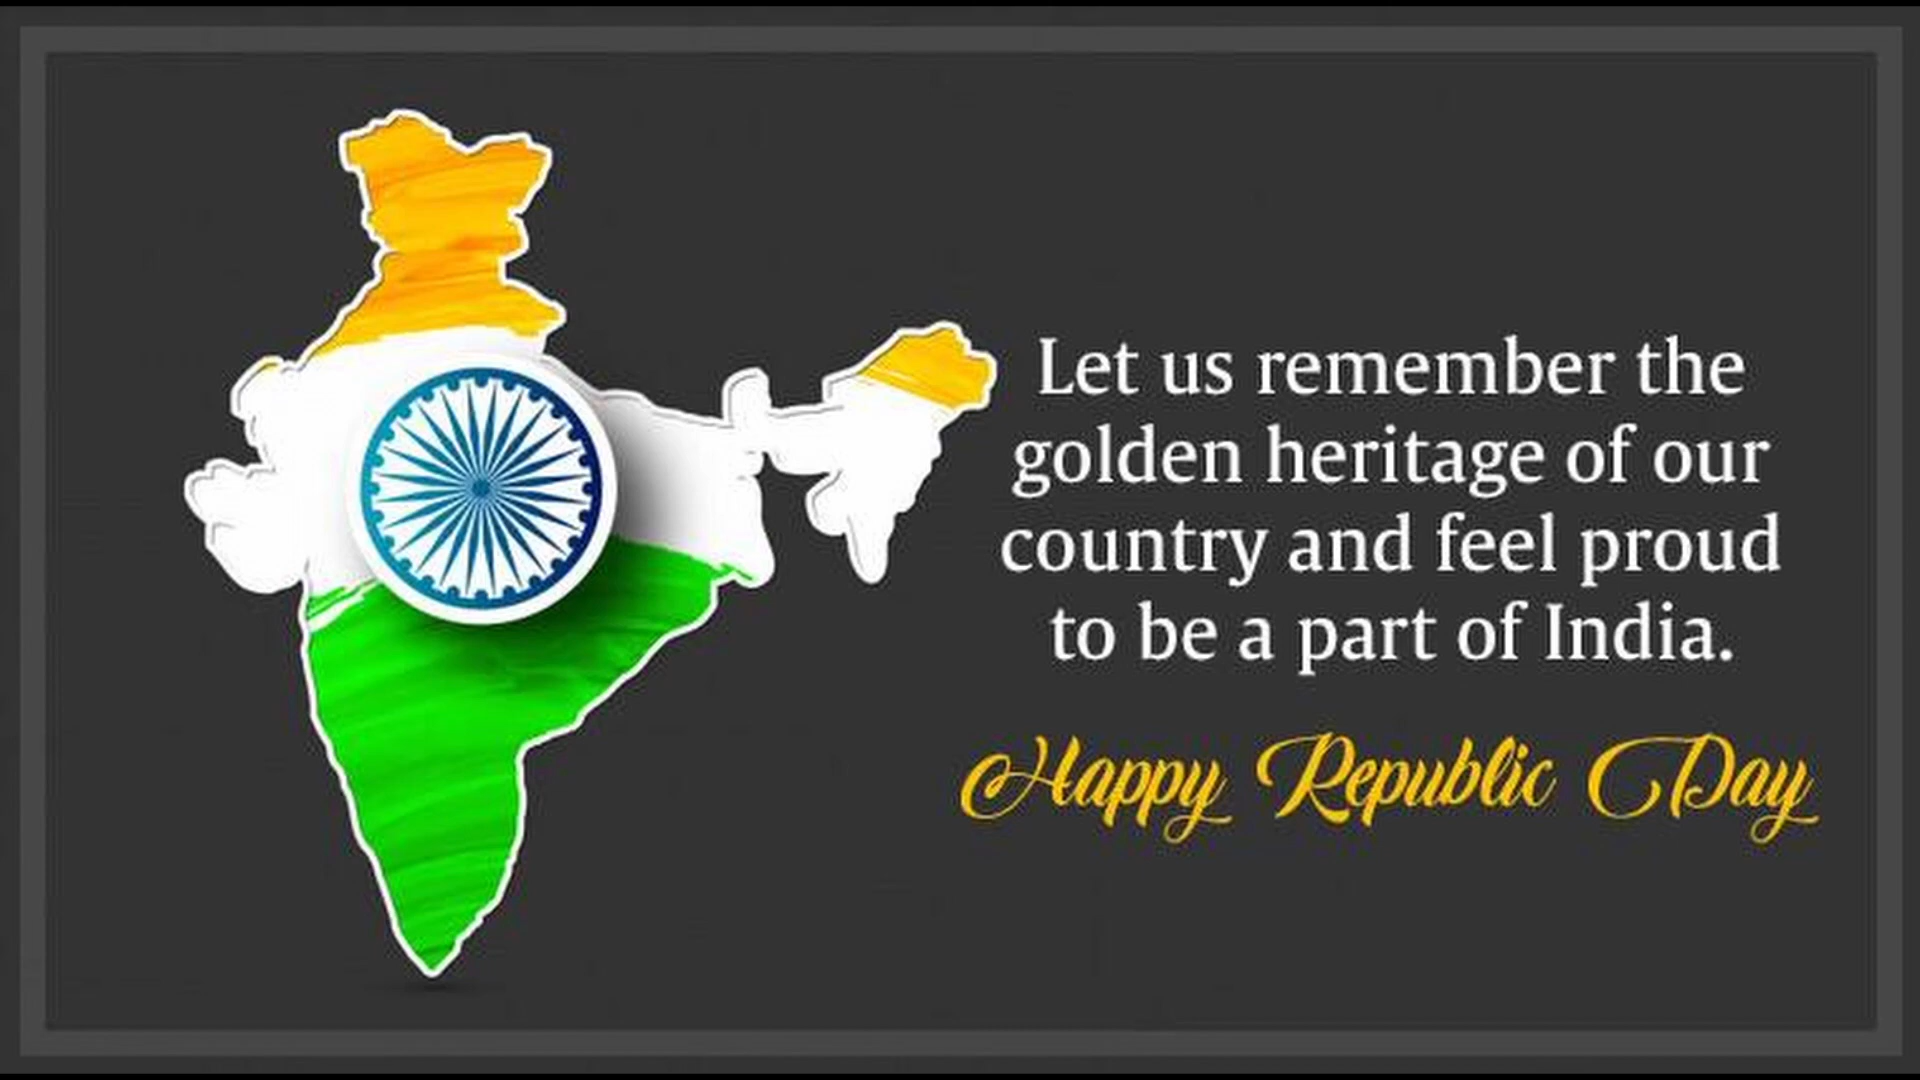 Let us remember the
golden heritage of our
country and feel proud
to be a part of India.
Happy Republic Day